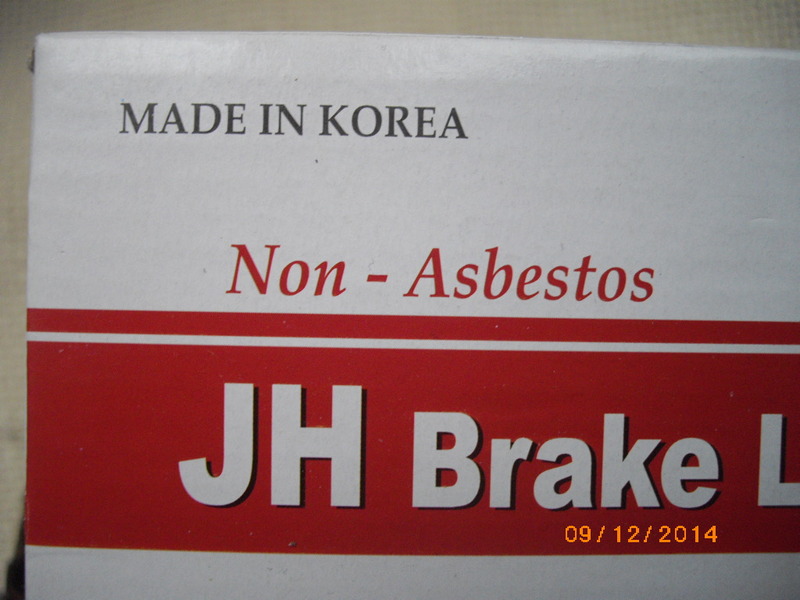 MADE IN KOREA
Non - Asbestos
JH Brake L
09/12/2014